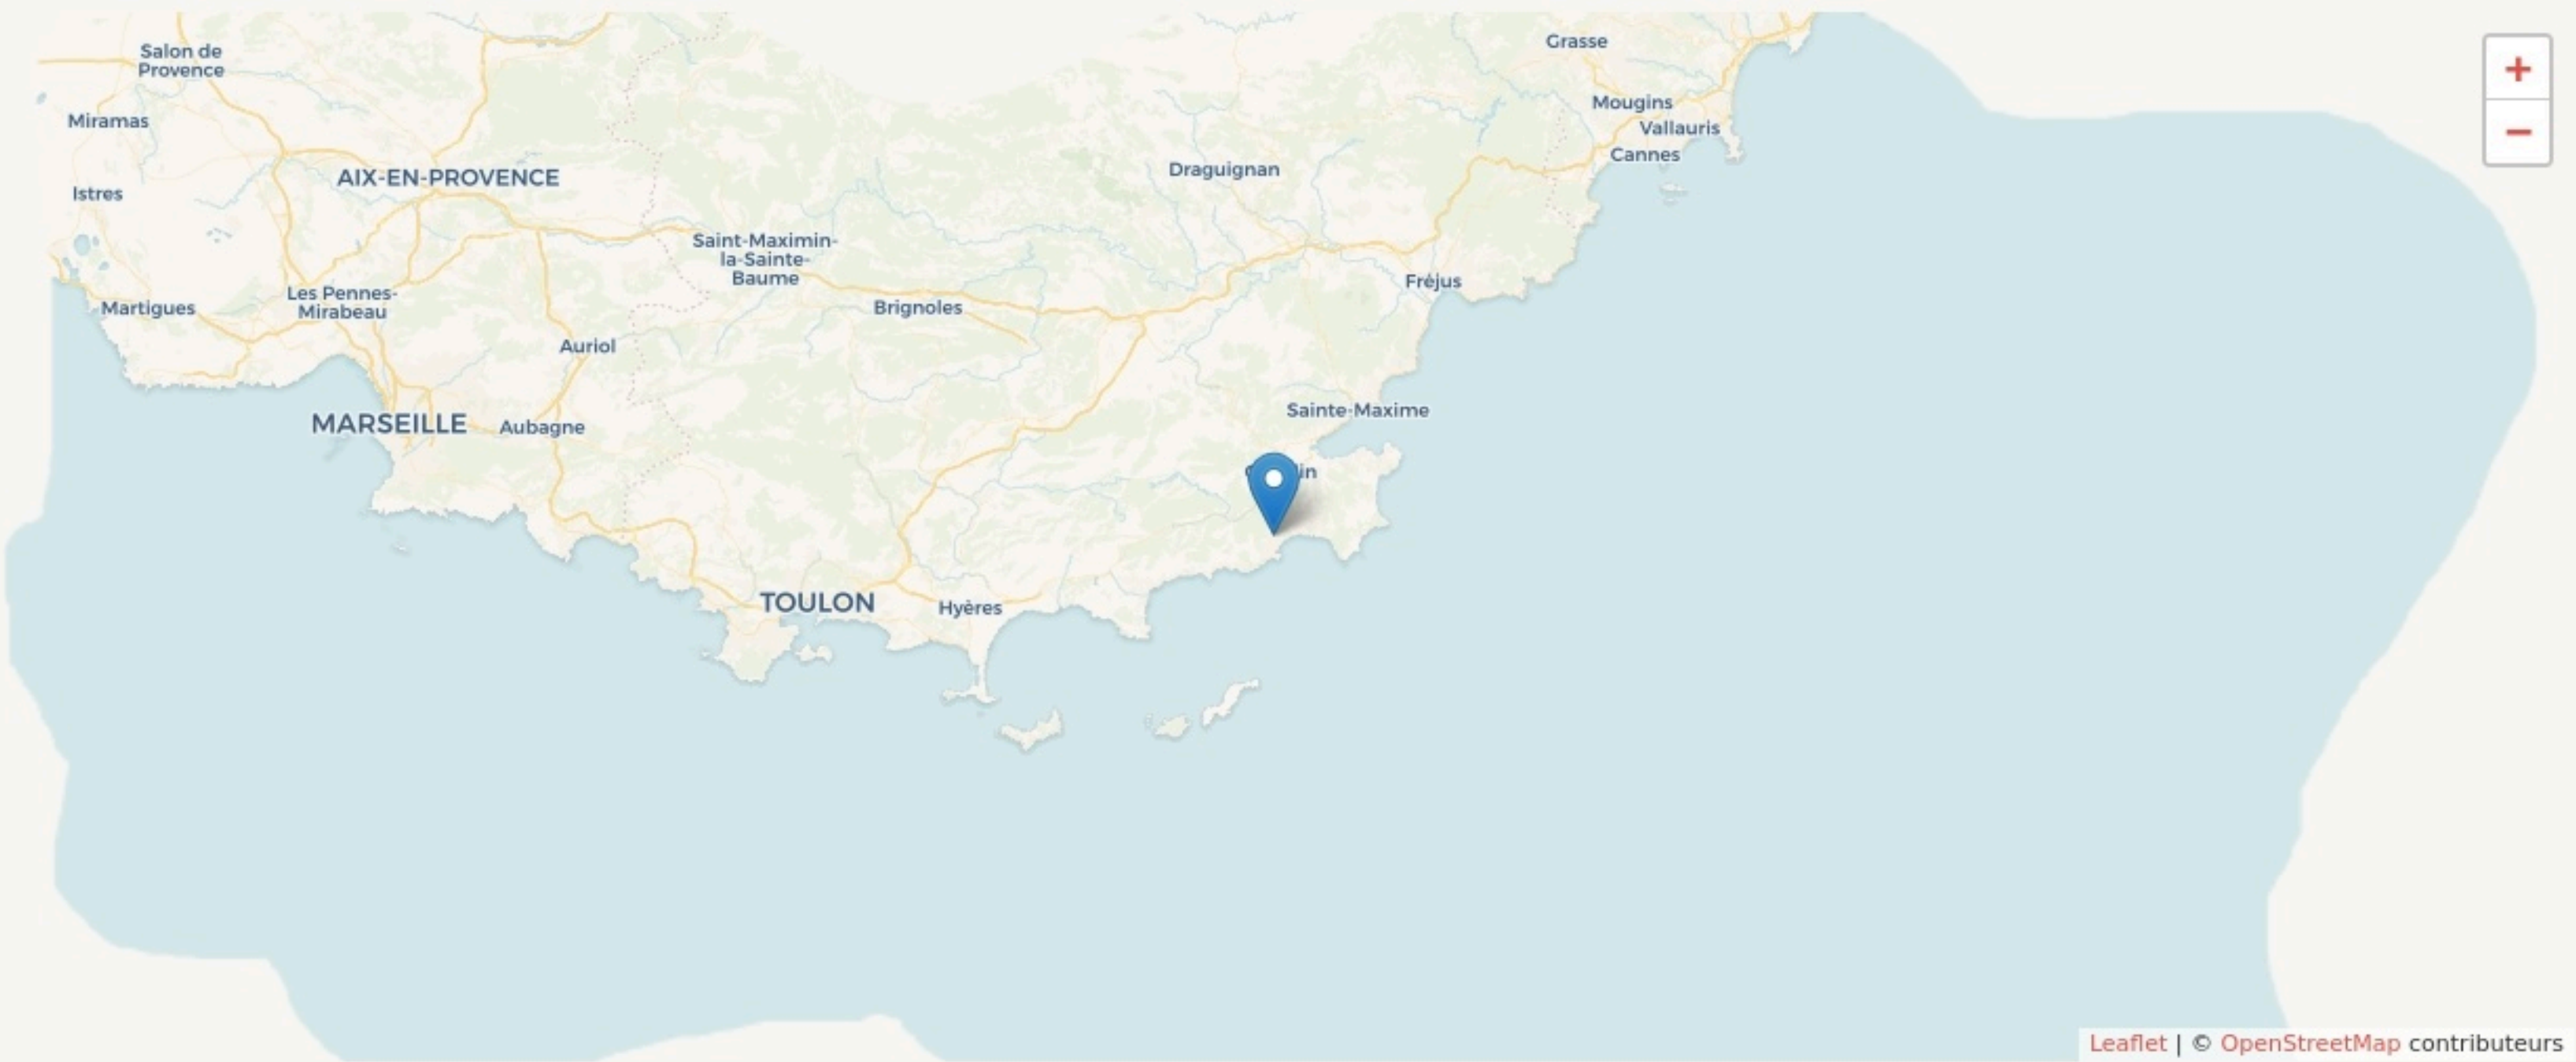 Salon de
Provence
Grasse
+
Miramas
Mougins
Vallauris
−
Cannes
AIX-EN-PROVENCE
Draguignan
Istres
Saint-Maximin-
la-Sainte-
Baume
Fréjus
Les Pennes-
Mirabeau
Martigues
Brignoles
Auriol
Sainte-Maxime
MARSEILLE
Aubagne
TOULON
Hyères
Leaflet | © OpenStreetMap contributeurs